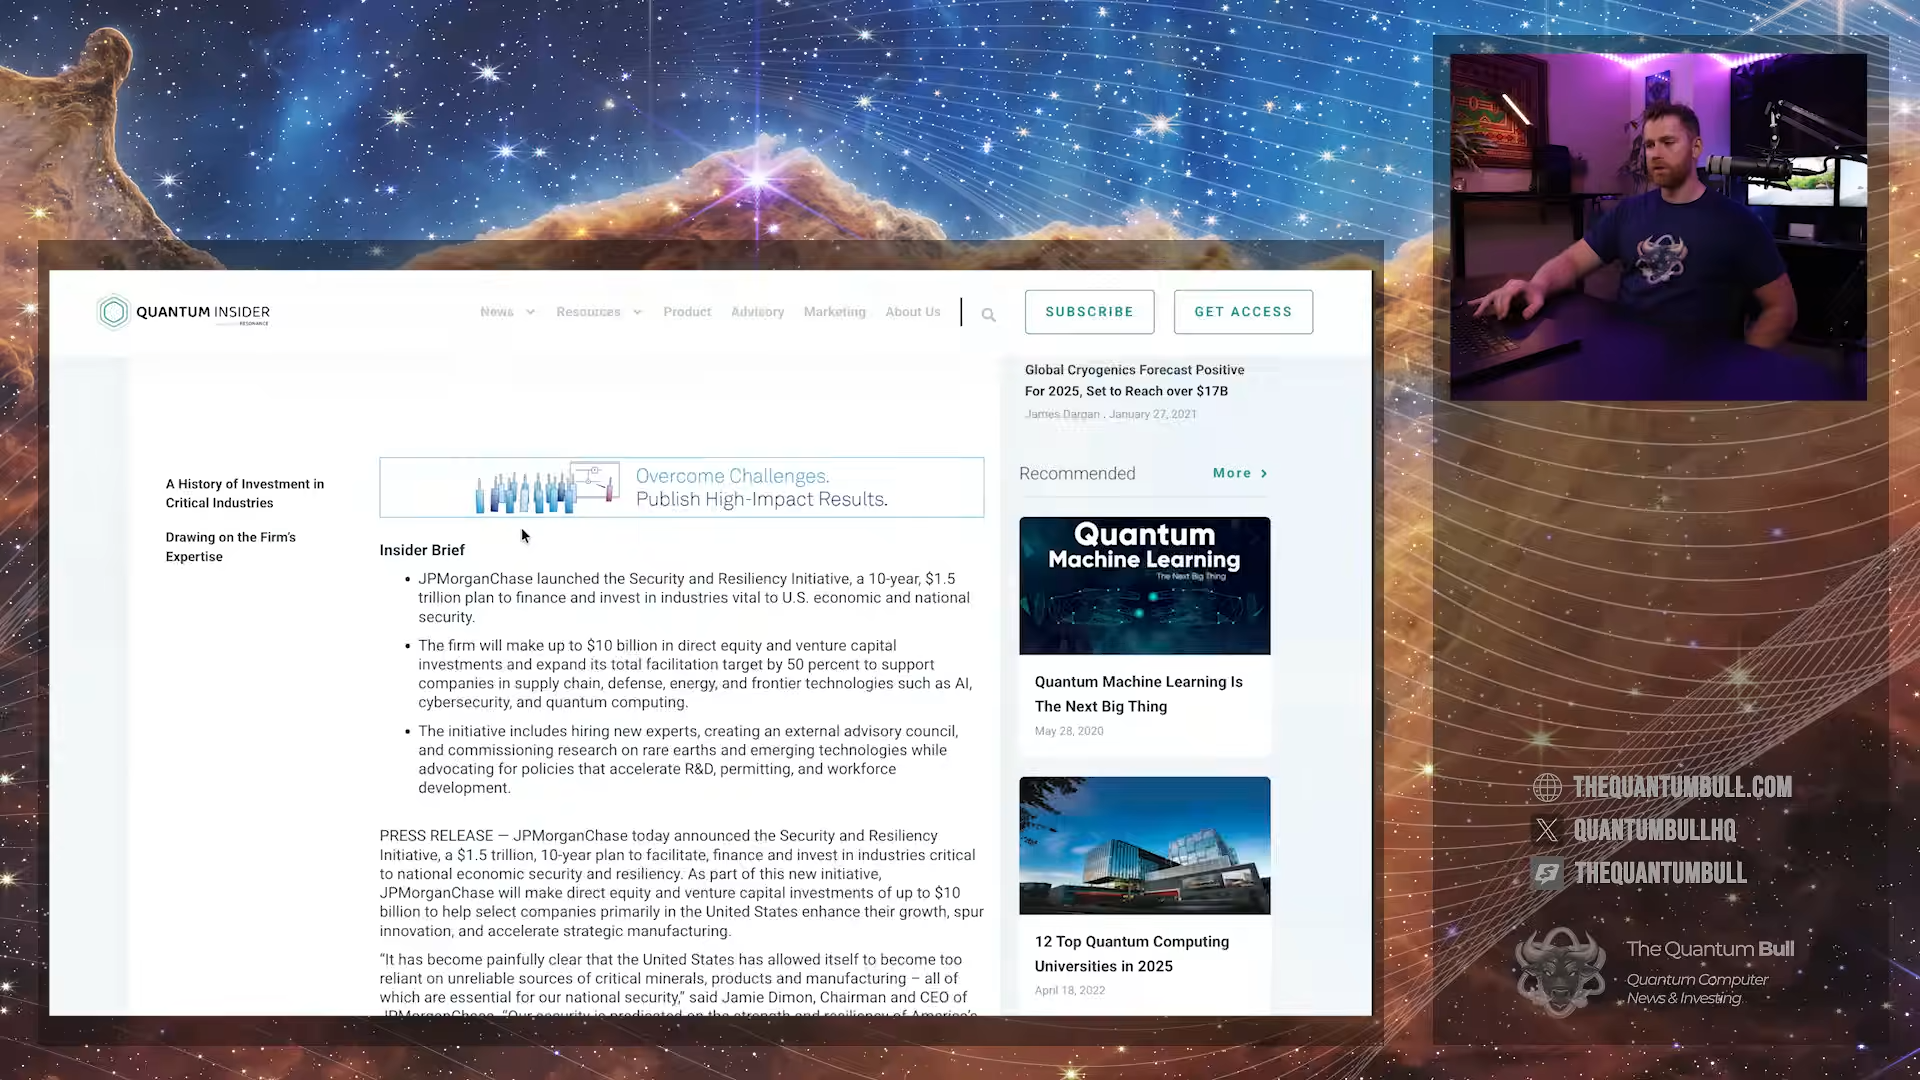 QUANTUM INSIDER
RESONANCE
News
Resources
Product
Advisory
Marketing
About Us
SUBSCRIBE
GET ACCESS
A History of Investment in
Critical Industries
Drawing on the Firm's
Expertise
Overcome Challenges.
Publish High-Impact Results.
Insider Brief
• JPMorganChase launched the Security and Resiliency Initiative, a 10-year, $1.5
trillion plan to finance and invest in industries vital to U.S. economic and national
security.
• The firm will make up to $10 billion in direct equity and venture capital
investments and expand its total facilitation target by 50 percent to support
companies in supply chain, defense, energy, and frontier technologies such as AI,
cybersecurity, and quantum computing.
• The initiative includes hiring new experts, creating an external advisory council,
and commissioning research on rare earths and emerging technologies while
advocating for policies that accelerate R&D, permitting, and workforce
development.
PRESS RELEASE — JPMorganChase today announced the Security and Resiliency
Initiative, a $1.5 trillion, 10-year plan to facilitate, finance and invest in industries critical
to national economic security and resiliency. As part of this new initiative,
JPMorganChase will make direct equity and venture capital investments of up to $10
billion to help select companies primarily in the United States enhance their growth, spur
innovation, and accelerate strategic manufacturing.
“It has become painfully clear that the United States has allowed itself to become too
reliant on unreliable sources of critical minerals, products and manufacturing – all of
which are essential for our national security,” said Jamie Dimon, Chairman and CEO of
JPMorganChase. “Our security is predicated on the strength and resiliency of America's
Global Cryogenics Forecast Positive
For 2025, Set to Reach over $17B
James Dargan . January 27, 2021
Recommended
More
Quantum
Machine Learning
The Next Big Thing
Quantum Machine Learning Is
The Next Big Thing
May 28, 2020
12 Top Quantum Computing
Universities in 2025
April 18, 2022
THEQUANTUMBULL.COM
QUANTUMBULLHQ
THEQUANTUMBULL
The Quantum Bull
Quantum Computer
News & Investing